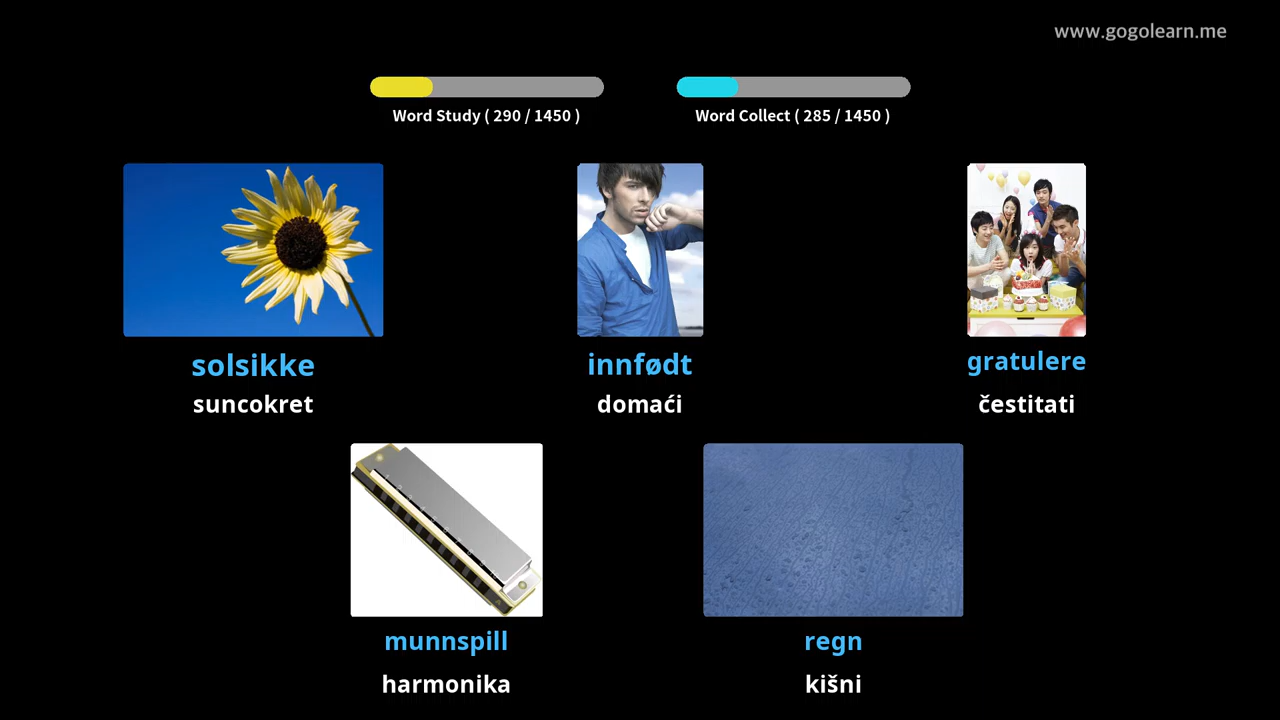 www.gogolearn.me
Word Study ( 290 / 1450 )
Word Collect ( 285 / 1450 )
solsikke
suncokret
innfødt
domaći
gratulere
čestitati
munnspill
harmonika
regn
kišni